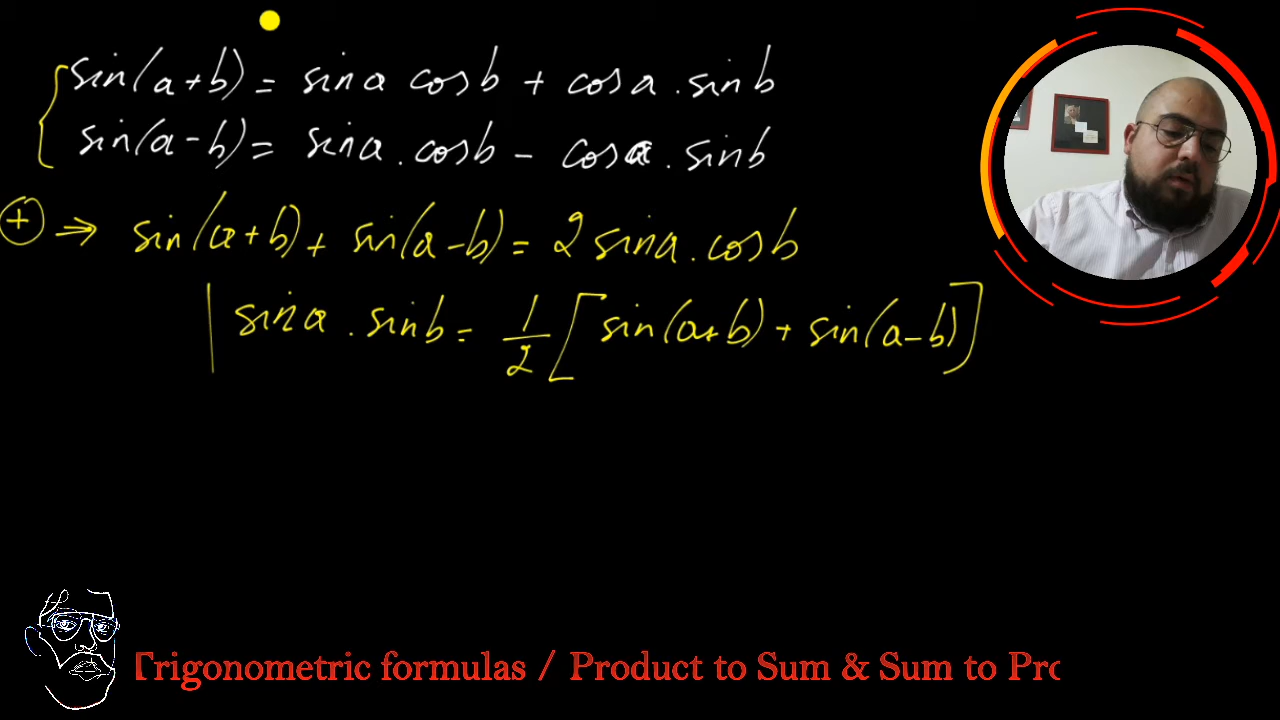 sin(a+b) = sina cosb + cosa . sinb
sin(a-b) = sina . cosb - cosa . sinb
+ ⇒ sin(a+b) + sin(a-b) = 2 sina . cosb
sina . sinb = 1/2 [sin(a+b) + sin(a-b)]
Trigonometric formulas / Product to Sum & Sum to Pro